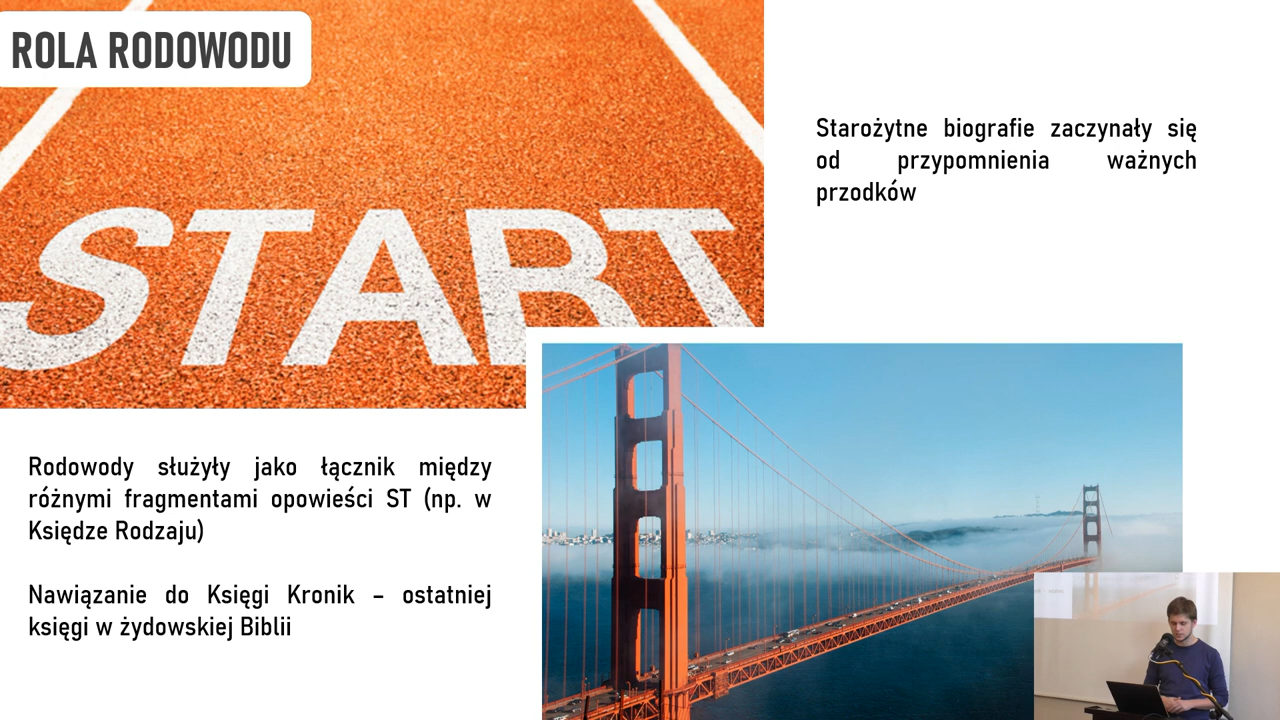 ROLA RODOWODU
START
Starożytne biografie zaczynały się
od przypomnienia ważnych
przodków
Rodowody służyły jako łącznik między
różnymi fragmentami opowieści ST (np. w
Księdze Rodzaju)
Nawiązanie do Księgi Kronik – ostatniej
księgi w żydowskiej Biblii